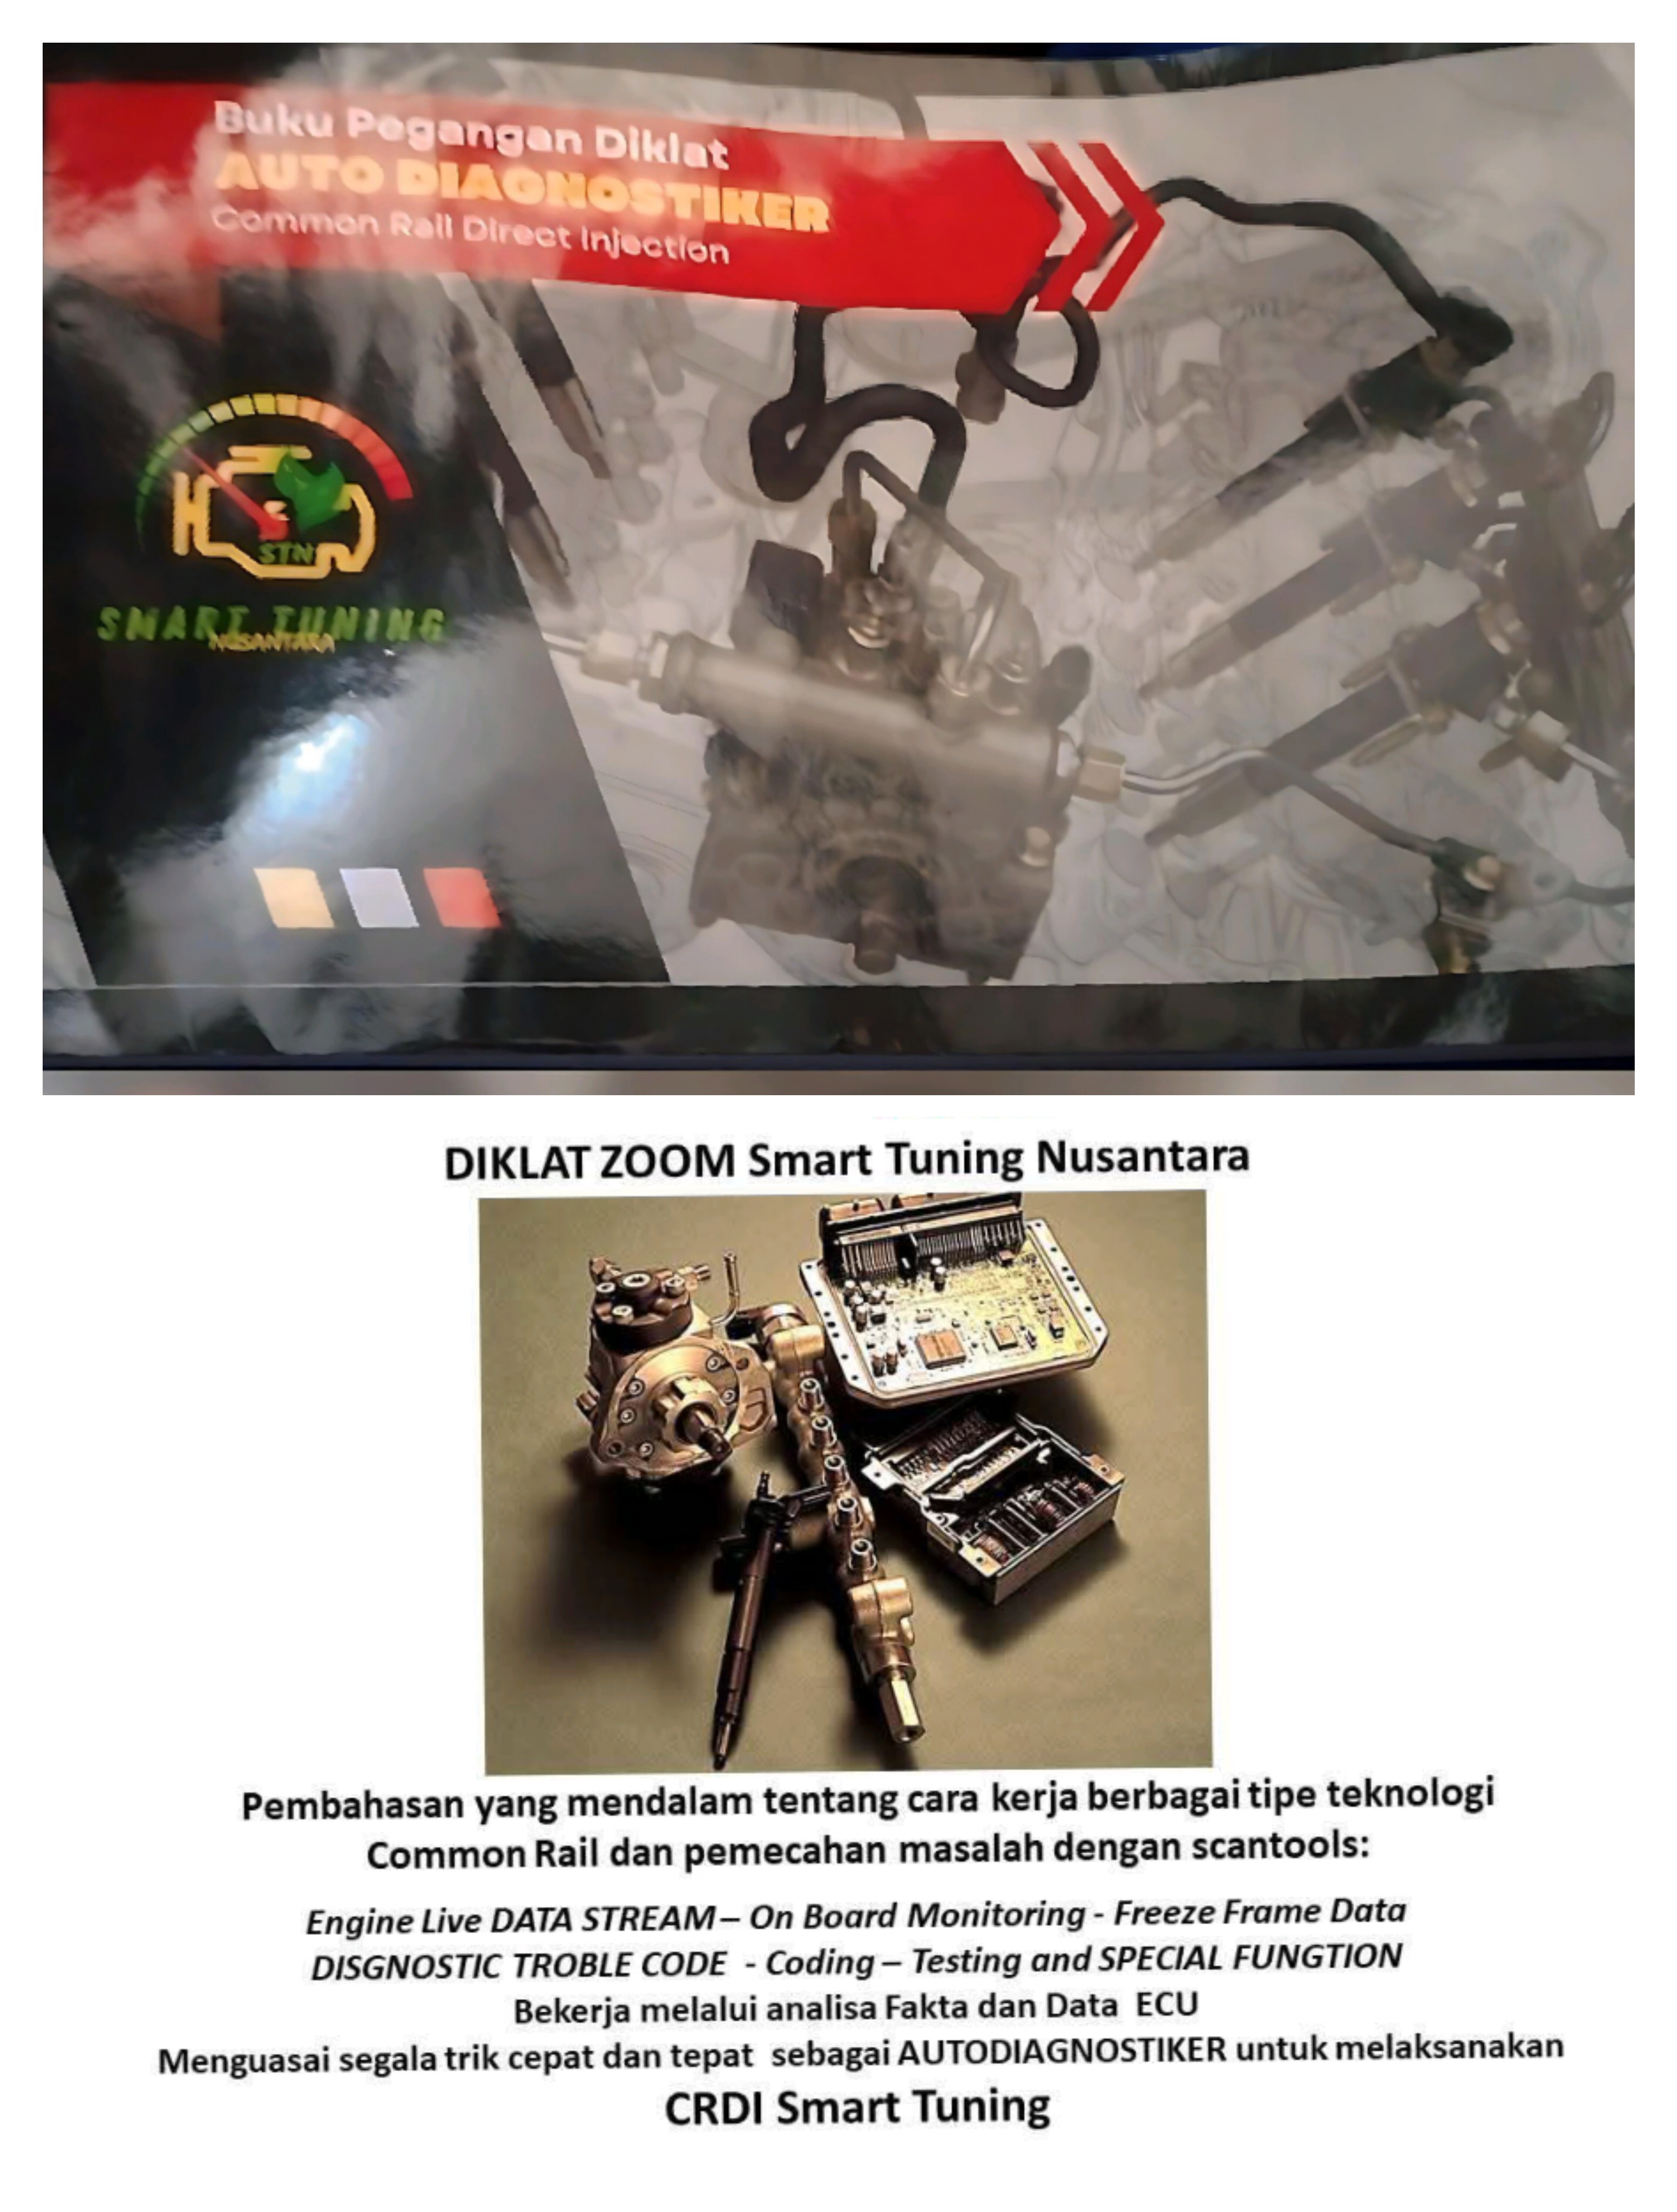 Buku Pegangan Diklat
AUTO DIAGNOSTIKER
Common Rail Direct Injection
STN
SMART TUNING
NUSANTARA
DIKLAT ZOOM Smart Tuning Nusantara
Pembahasan yang mendalam tentang cara kerja berbagai tipe teknologi
Common Rail dan pemecahan masalah dengan scantools:
Engine Live DATA STREAM – On Board Monitoring - Freeze Frame Data
DISGNOSTIC TROBLE CODE - Coding – Testing and SPECIAL FUNGTION
Bekerja melalui analisa Fakta dan Data ECU
Menguasai segala trik cepat dan tepat sebagai AUTODIAGNOSTIKER untuk melaksanakan
CRDI Smart Tuning